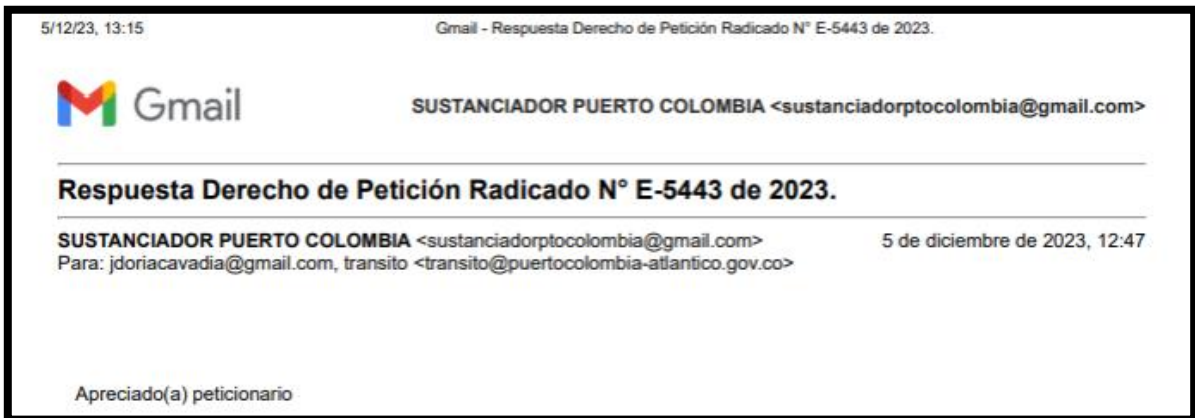 5/12/23, 13:15 Gmail - Respuesta Derecho de Petición Radicado N° E-5443 de 2023.
Gmail SUSTANCIADOR PUERTO COLOMBIA <sustanciadorptocolombia@gmail.com>
Respuesta Derecho de Petición Radicado N° E-5443 de 2023.
SUSTANCIADOR PUERTO COLOMBIA <sustanciadorptocolombia@gmail.com> 5 de diciembre de 2023, 12:47
Para: jdoriacavadia@gmail.com, transito <transito@puertocolombia-atlantico.gov.co>
Apreciado(a) peticionario